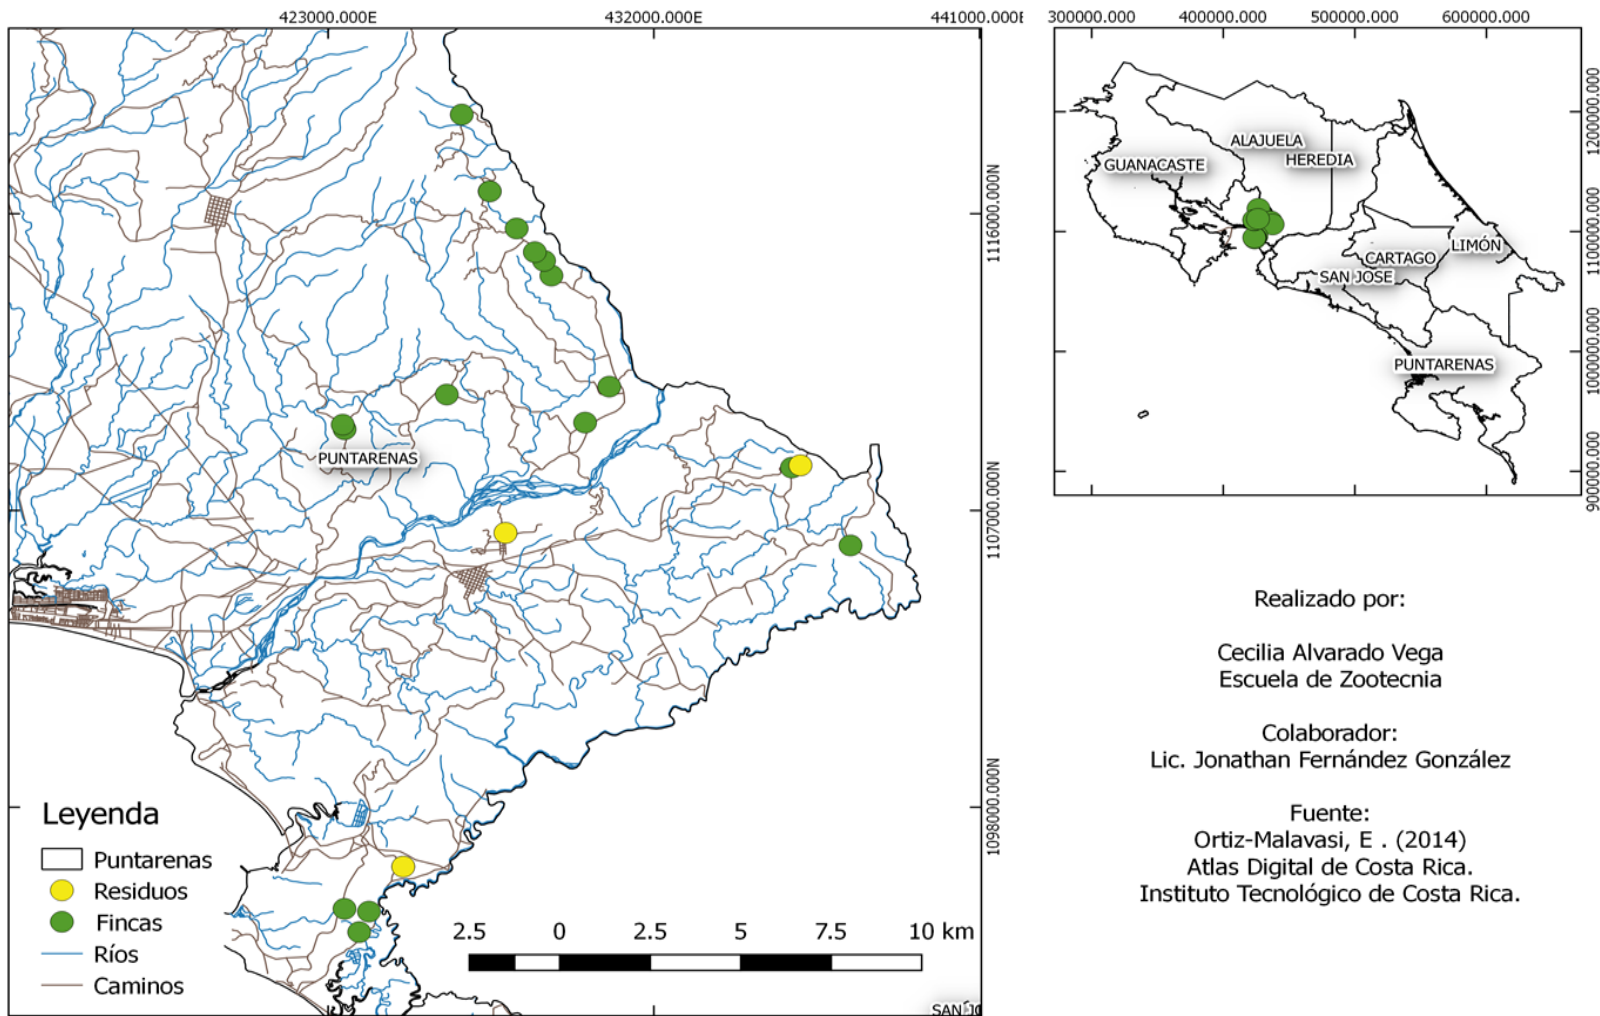 423000.000E
432000.000E
441000.000E
1116000.000N
1107000.000N
1098000.000N
PUNTARENAS
Leyenda
Puntarenas
Residuos
Fincas
Ríos
Caminos
2.5 0 2.5 5 7.5 10 km
SAN JO
300000.000 400000.000 500000.000 600000.000
1200000.000
1100000.000
1000000.000
900000.000
ALAJUELA
HEREDIA
GUANACASTE
LIMÓN
CARTAGO
SAN JOSE
PUNTARENAS
Realizado por:
Cecilia Alvarado Vega
Escuela de Zootecnia
Colaborador:
Lic. Jonathan Fernández González
Fuente:
Ortiz-Malavasi, E . (2014)
Atlas Digital de Costa Rica.
Instituto Tecnológico de Costa Rica.